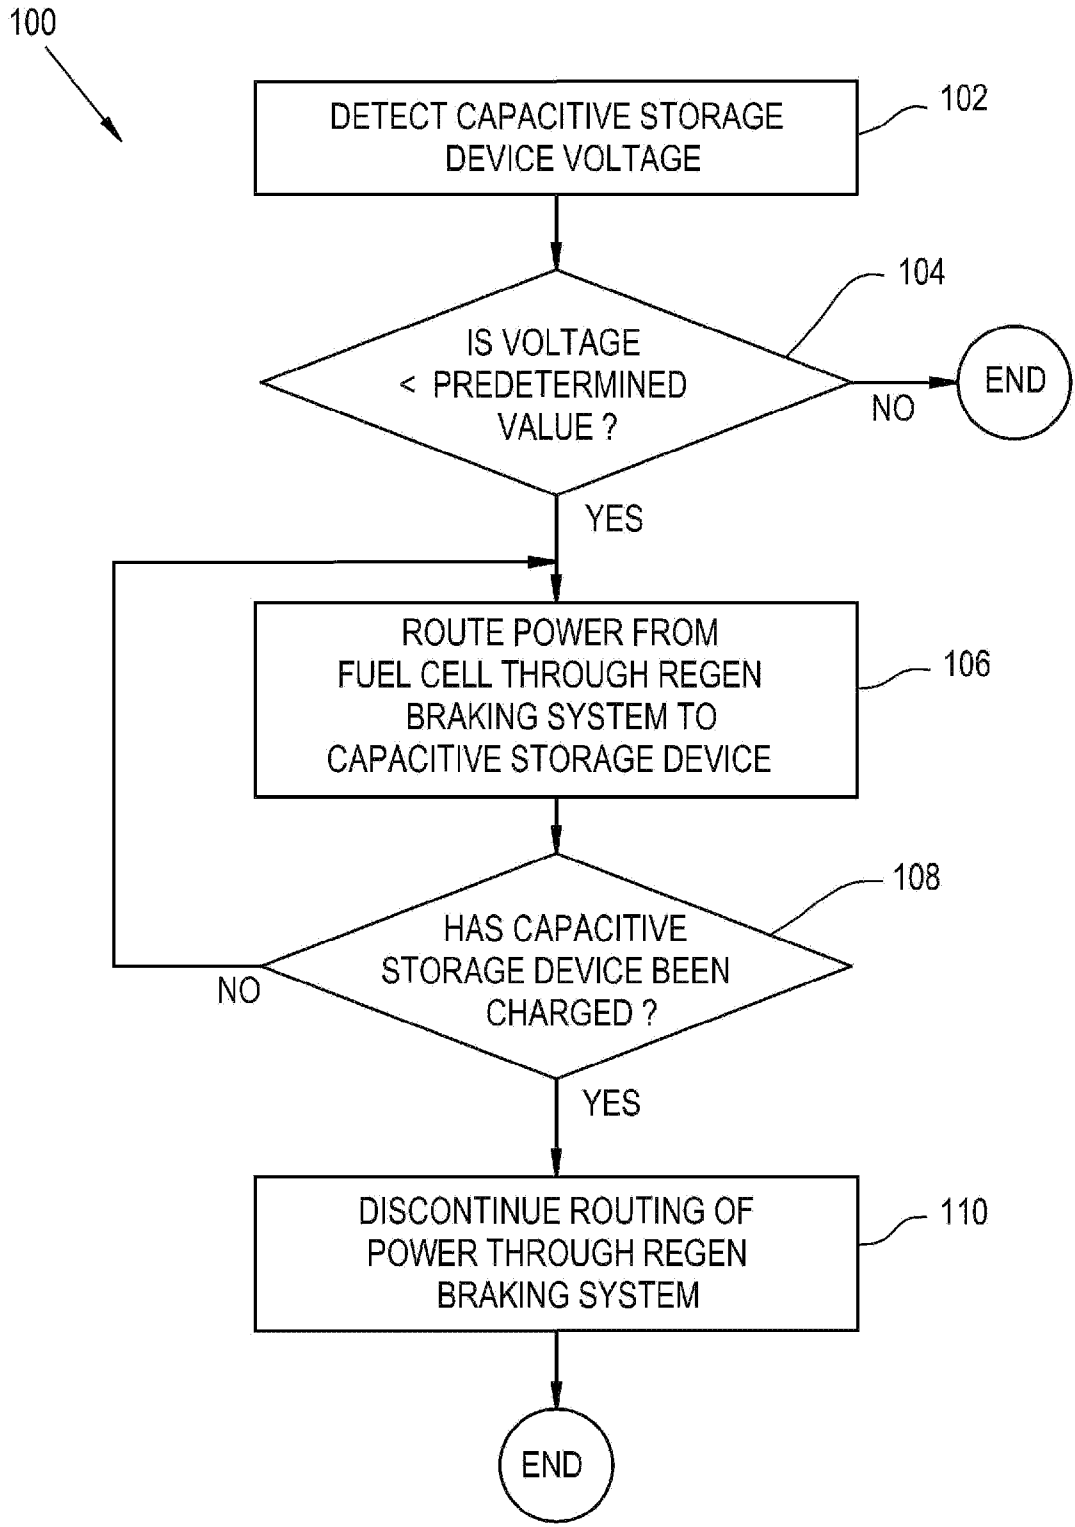 100
DETECT CAPACITIVE STORAGE
DEVICE VOLTAGE
102
104
IS VOLTAGE
< PREDETERMINED
VALUE ?
NO
END
YES
ROUTE POWER FROM
FUEL CELL THROUGH REGEN
BRAKING SYSTEM TO
CAPACITIVE STORAGE DEVICE
106
108
HAS CAPACITIVE
STORAGE DEVICE BEEN
CHARGED ?
NO
YES
DISCONTINUE ROUTING OF
POWER THROUGH REGEN
BRAKING SYSTEM
110
END